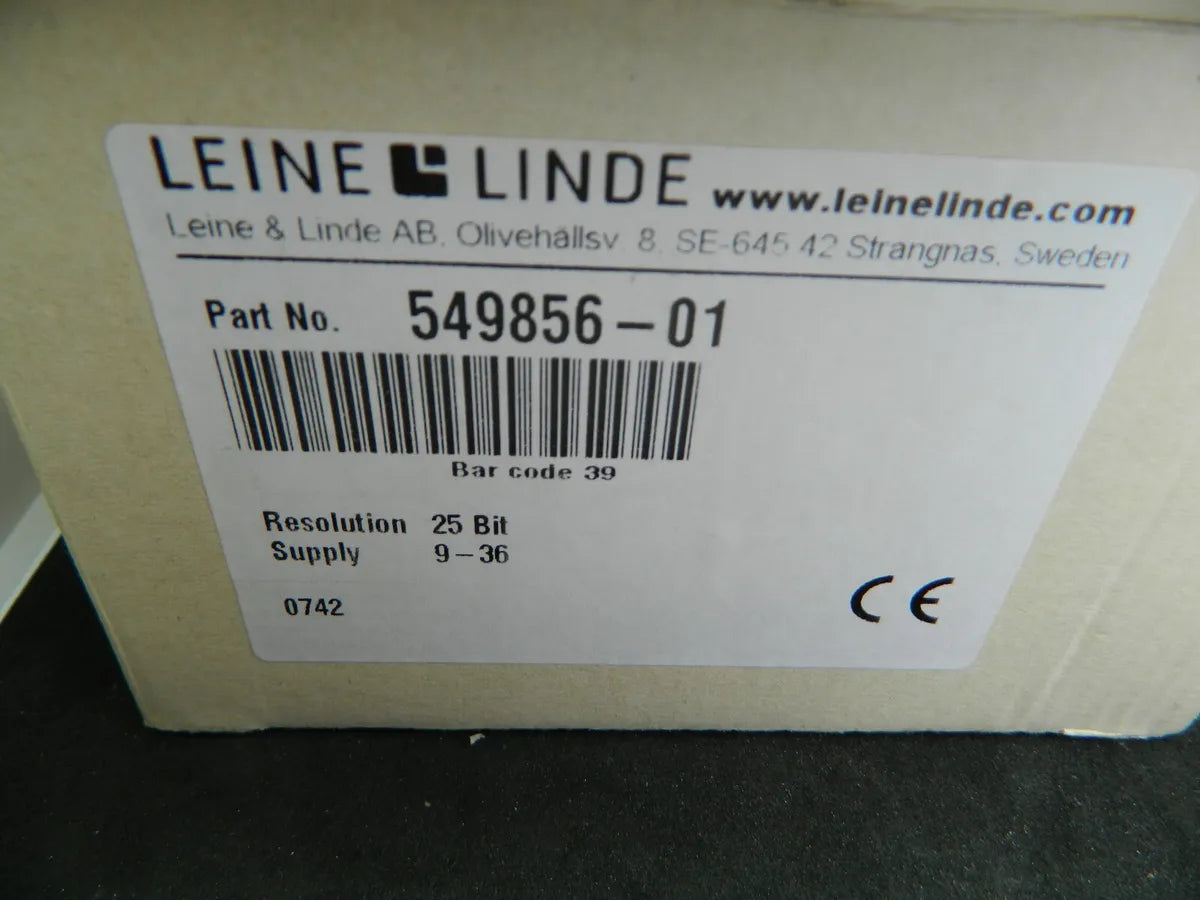 LEINE LINDE www.leinelinde.com
Leine & Linde AB, Olivehällsv. 8, SE-645 42 Strangnas, Sweden
Part No. 549856-01
Bar code 39
Resolution 25 Bit
Supply 9-36
0742
CE